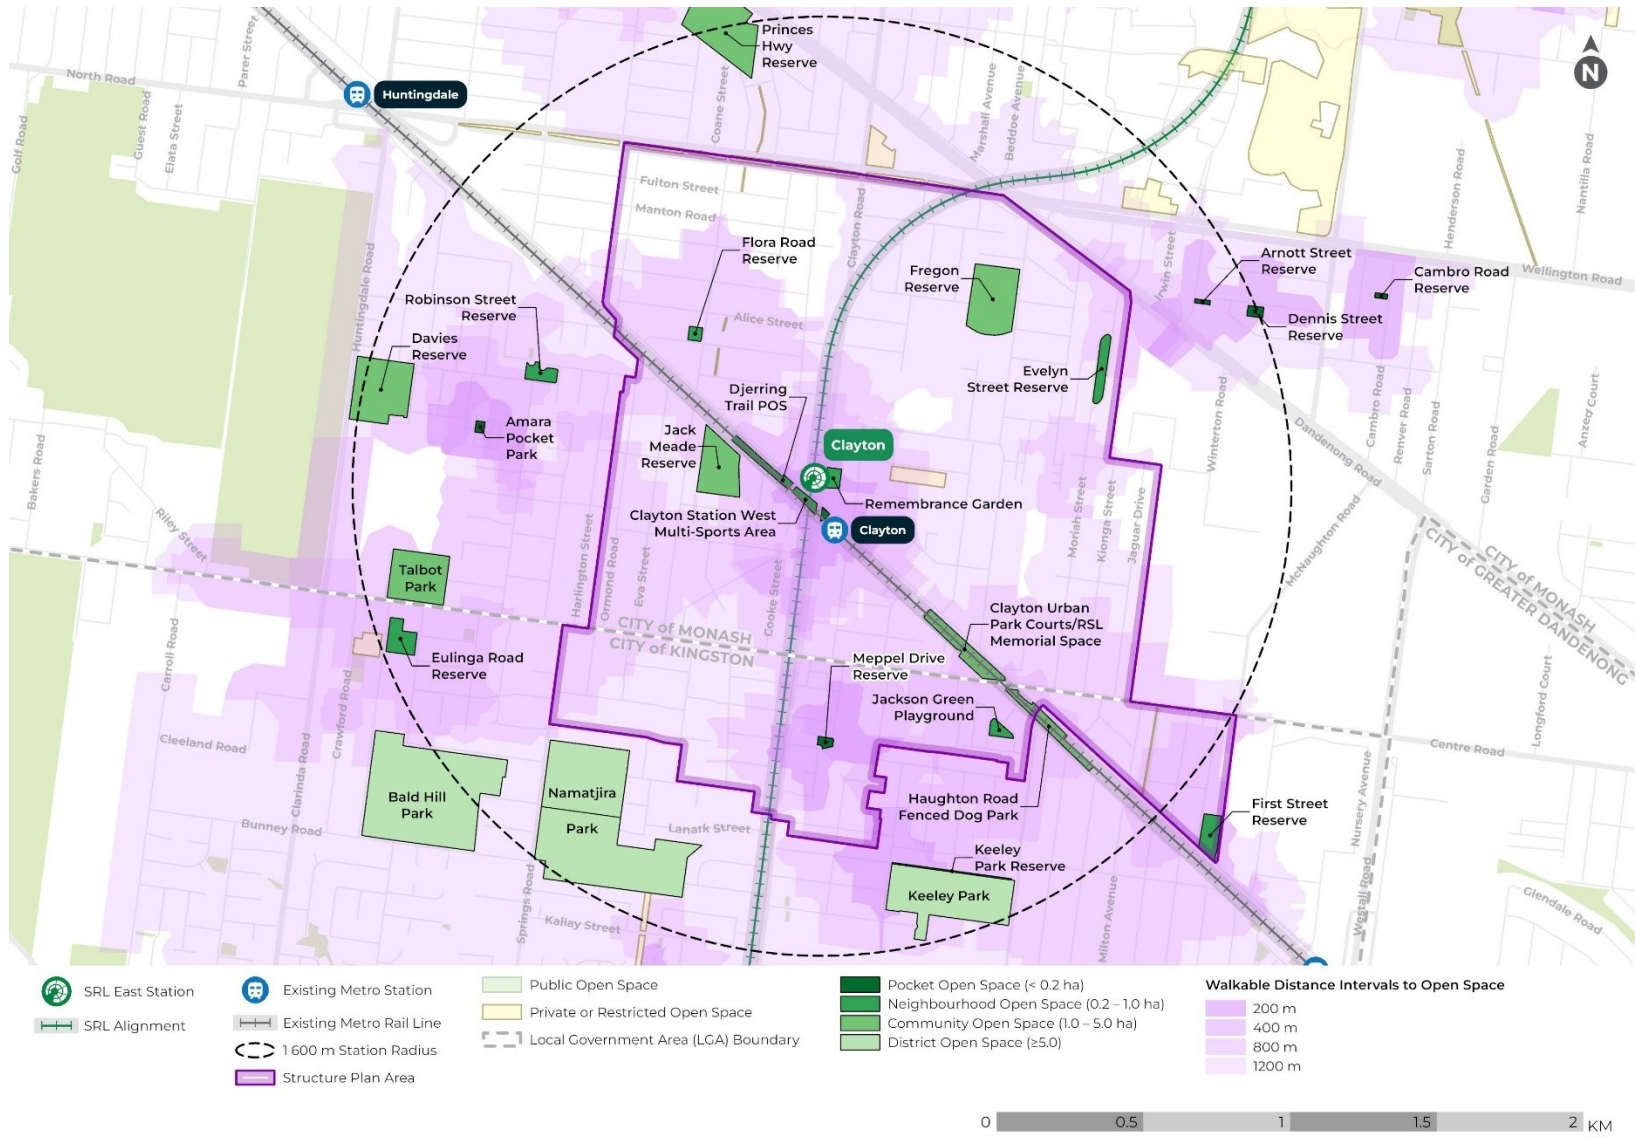 Princes
Hwy
Reserve
N
North Road
Parer Street
Huntingdale
Golf Road
Guest Road
Elata Street
Coane Street
Marshall Avenue
Beddoe Avenue
Henderson Road
Nantilla Road
Fulton Street
Manton Road
Clayton Road
Flora Road
Reserve
Fregon
Reserve
Irwin Street
Arnott Street
Reserve
Cambro Road
Reserve
Wellington Road
Huntingdale Road
Robinson Street
Reserve
Alice Street
Dennis Street
Reserve
Davies
Reserve
Evelyn
Street Reserve
Djerring
Trail POS
Amara
Pocket
Park
Jack
Meade
Reserve
Clayton
Winterton Road
Dandenong Road
Cambro Road
Renver Road
Sarton Road
Garden Road
Anzed Court
Bakers Road
Riley Street
Remembrance Garden
Clayton Station West
Multi-Sports Area
Clayton
Moriah Street
Kionga Street
Jaguar Drive
McNaughton Road
CITY of MONASH
CITY of GREATER DANDENONG
Harlington Street
Ormond Road
Eva Street
Cooke Street
Talbot
Park
Clayton Urban
Park Courts/RSL
Memorial Space
CITY of MONASH
CITY of KINGSTON
Carroll Road
Eulinga Road
Reserve
Meppel Drive
Reserve
Crawford Road
Jackson Green
Playground
Longford Court
Cleeland Road
Centre Road
Clarinda Road
Bald Hill
Park
Namatjira
Park
Haughton Road
Fenced Dog Park
First Street
Reserve
Nursery Avenue
Bunney Road
Lanark Street
Keeley
Park Reserve
Keeley Park
Springs Road
Kallay Street
Milton Avenue
Westall Road
Glendale Road
SRL East Station
SRL Alignment
Existing Metro Station
Existing Metro Rail Line
1 600 m Station Radius
Structure Plan Area
Public Open Space
Private or Restricted Open Space
Local Government Area (LGA) Boundary
Pocket Open Space (< 0.2 ha)
Neighbourhood Open Space (0.2 – 1.0 ha)
Community Open Space (1.0 – 5.0 ha)
District Open Space (≥5.0)
Walkable Distance Intervals to Open Space
200 m
400 m
800 m
1200 m
0 0.5 1 1.5 2 KM